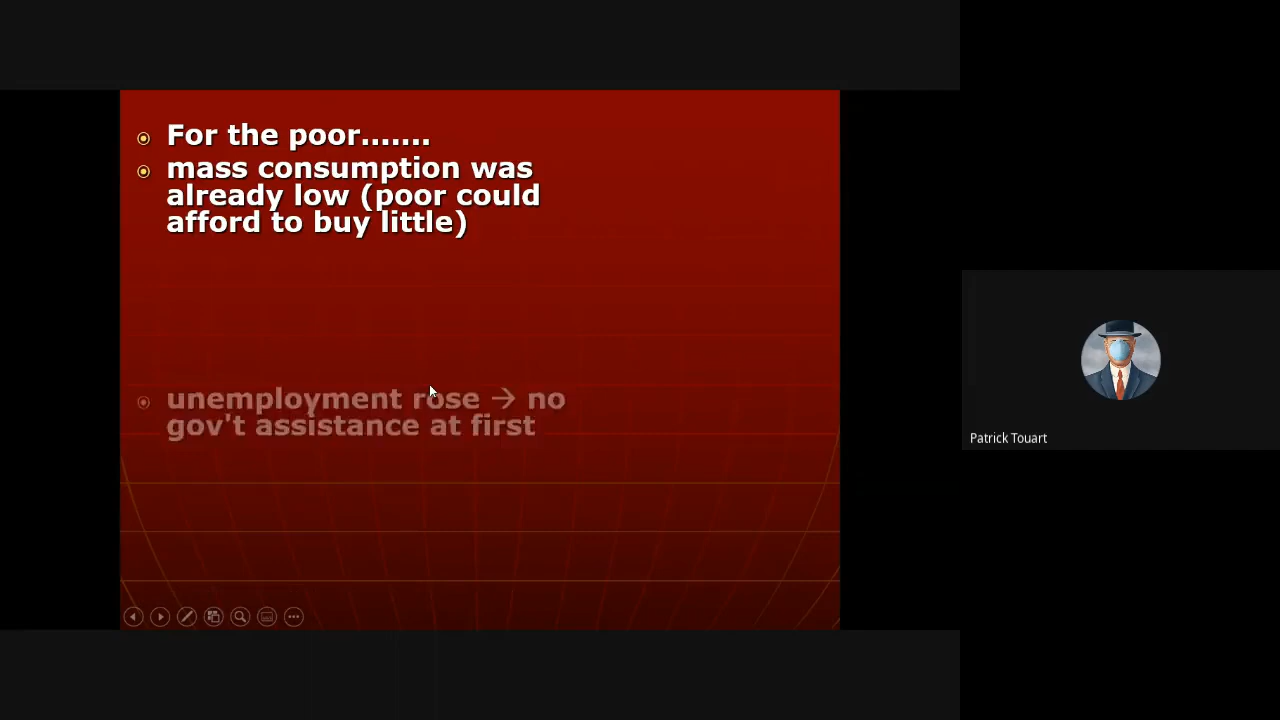 For the poor.......
mass consumption was
already low (poor could
afford to buy little)
unemployment rose → no
gov't assistance at first
Patrick Touart